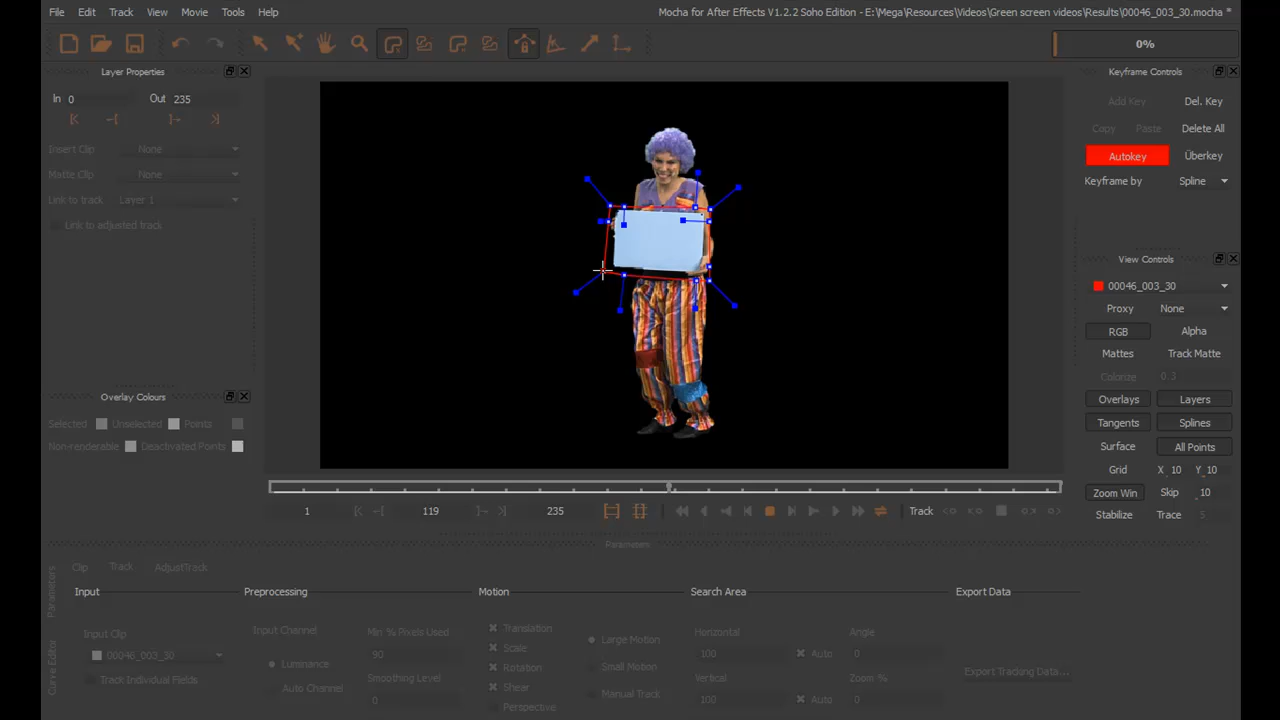 File Edit Track View Movie Tools Help Mocha for After Effects V1.2.2 Soho Edition - E:\Mega\Resources\Videos\Green screen videos\Results\00046_003_30.mocha *
0%
Layer Properties
In 0 Out 235
Insert Clip None
Matte Clip None
Link to track Layer 1
Link to adjusted track
Overlay Colours
Selected Unselected Points
Non-renderable Deactivated Points
Keyframe Controls
Add Key Del. Key
Copy Paste Delete All
Autokey Überkey
Keyframe by Spline
View Controls
00046_003_30
Proxy None
RGB Alpha
Mattes Track Matte
Colorize 0.3
Overlays Layers
Tangents Splines
Surface All Points
Grid X 10 Y 10
Zoom Win Skip 10
Stabilize Trace 5
1 119 235 Track
Parameters
Parameters
Curve Editor
Clip Track AdjustTrack
Input Preprocessing Motion Search Area Export Data
Input Clip
00046_003_30
Track Individual Fields
Input Channel
Luminance
Auto Channel
Min % Pixels Used
90
Smoothing Level
0
Translation
Scale
Rotation
Shear
Perspective
Large Motion
Small Motion
Manual Track
Horizontal
100 Auto
Vertical
100 Auto
Angle
0
Zoom %
0
Export Tracking Data...